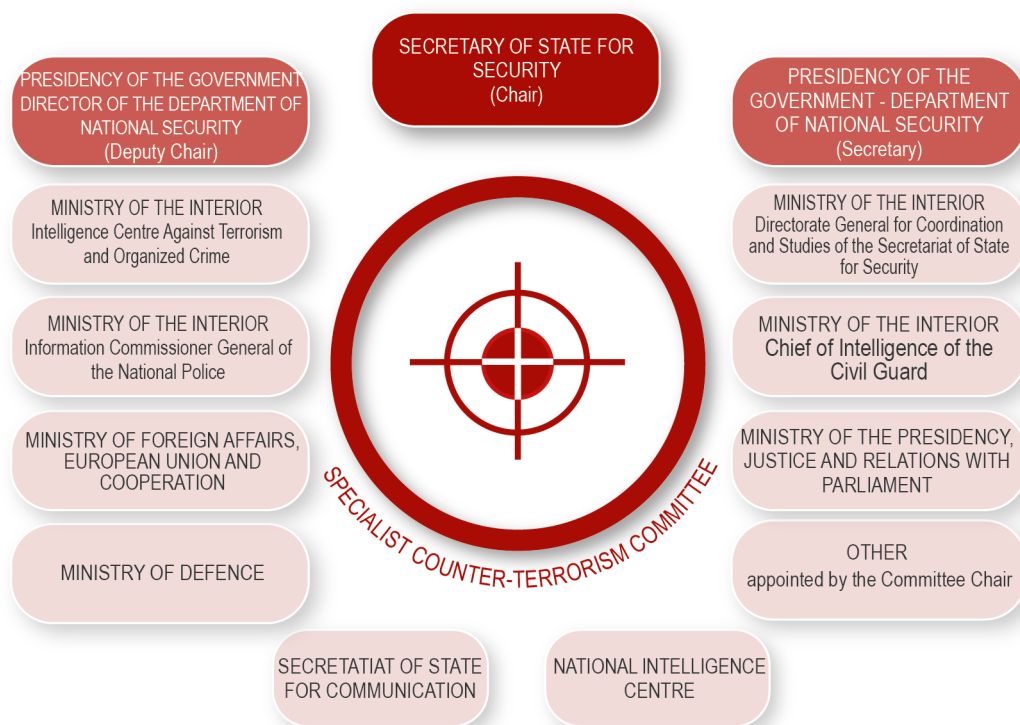 SECRETARY OF STATE FOR
SECURITY
(Chair)
PRESIDENCY OF THE GOVERNMENT
DIRECTOR OF THE DEPARTMENT OF
NATIONAL SECURITY
(Deputy Chair)
PRESIDENCY OF THE
GOVERNMENT - DEPARTMENT
OF NATIONAL SECURITY
(Secretary)
MINISTRY OF THE INTERIOR
Intelligence Centre Against Terrorism
and Organized Crime
MINISTRY OF THE INTERIOR
Directorate General for Coordination
and Studies of the Secretariat of State
for Security
MINISTRY OF THE INTERIOR
Information Commissioner General of
the National Police
MINISTRY OF THE INTERIOR
Chief of Intelligence of the
Civil Guard
MINISTRY OF FOREIGN AFFAIRS,
EUROPEAN UNION AND
COOPERATION
MINISTRY OF THE PRESIDENCY,
JUSTICE AND RELATIONS WITH
PARLIAMENT
SPECIALIST COUNTER-TERRORISM COMMITTEE
MINISTRY OF DEFENCE
OTHER
appointed by the Committee Chair
SECRETATIAT OF STATE
FOR COMMUNICATION
NATIONAL INTELLIGENCE
CENTRE